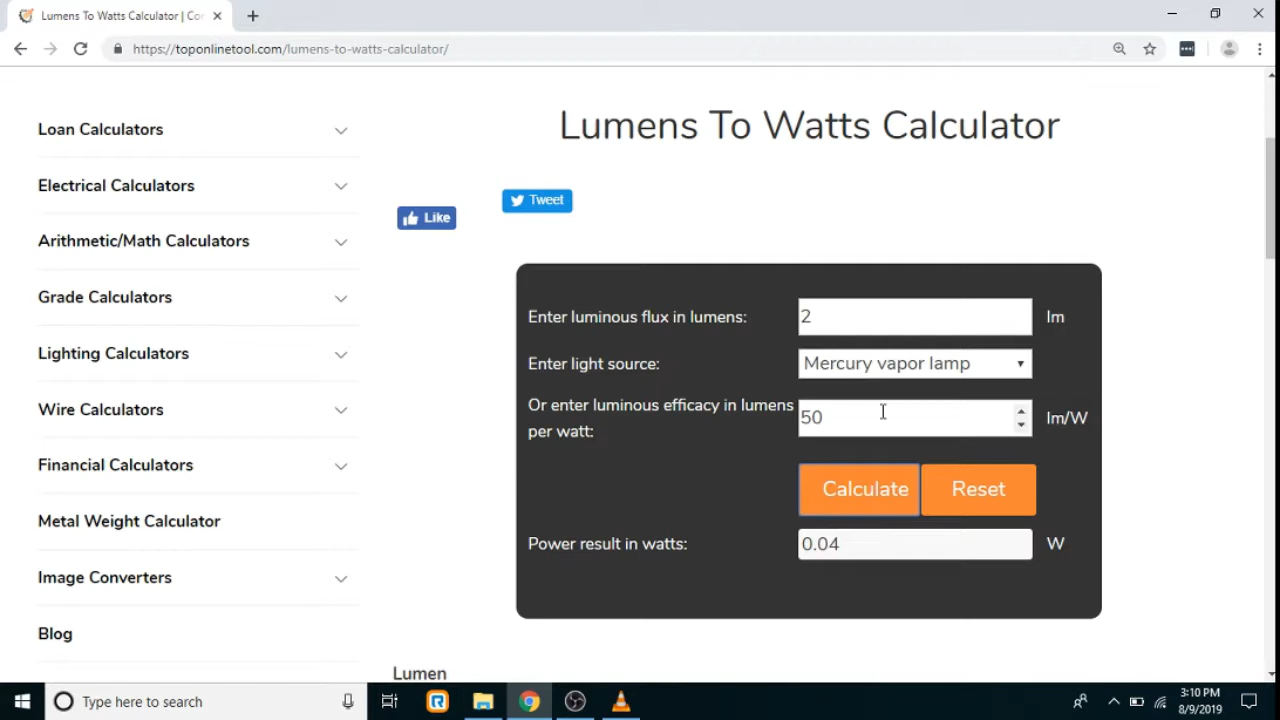 Lumens To Watts Calculator | Cor
https://toponlinetool.com/lumens-to-watts-calculator/
Loan Calculators
Electrical Calculators
Arithmetic/Math Calculators
Grade Calculators
Lighting Calculators
Wire Calculators
Financial Calculators
Metal Weight Calculator
Image Converters
Blog
Lumens To Watts Calculator
Like
Tweet
Enter luminous flux in lumens: 2 lm
Enter light source: Mercury vapor lamp
Or enter luminous efficacy in lumens
per watt: 50 lm/W
Calculate Reset
Power result in watts: 0.04 W
Lumen
Type here to search
3:10 PM
8/9/2019